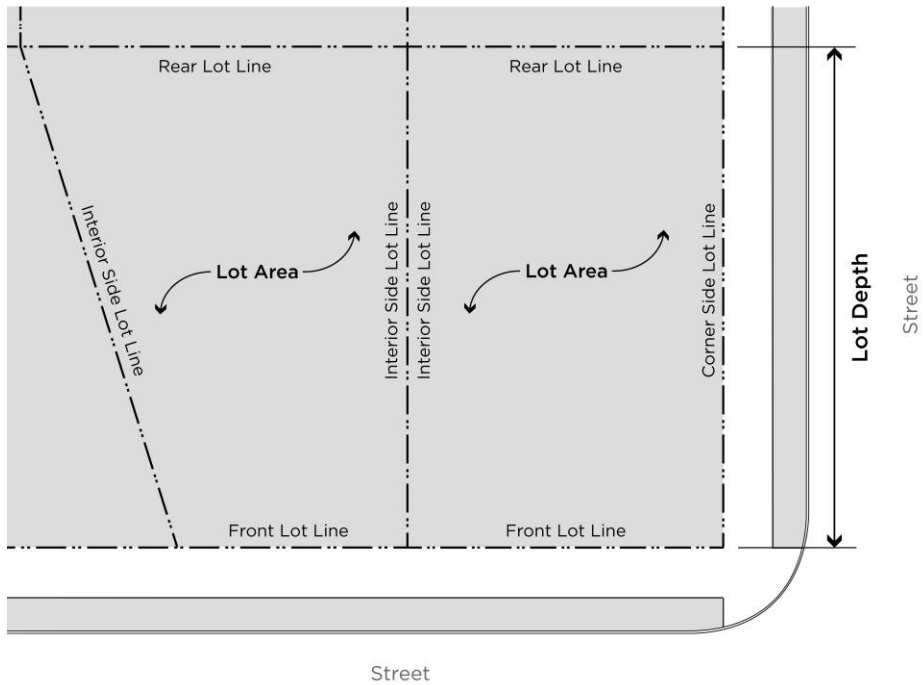 Rear Lot Line
Rear Lot Line
Interior Side Lot Line
Lot Area
Interior Side Lot Line
Interior Side Lot Line
Lot Area
Corner Side Lot Line
Lot Depth
Street
Front Lot Line
Front Lot Line
Street